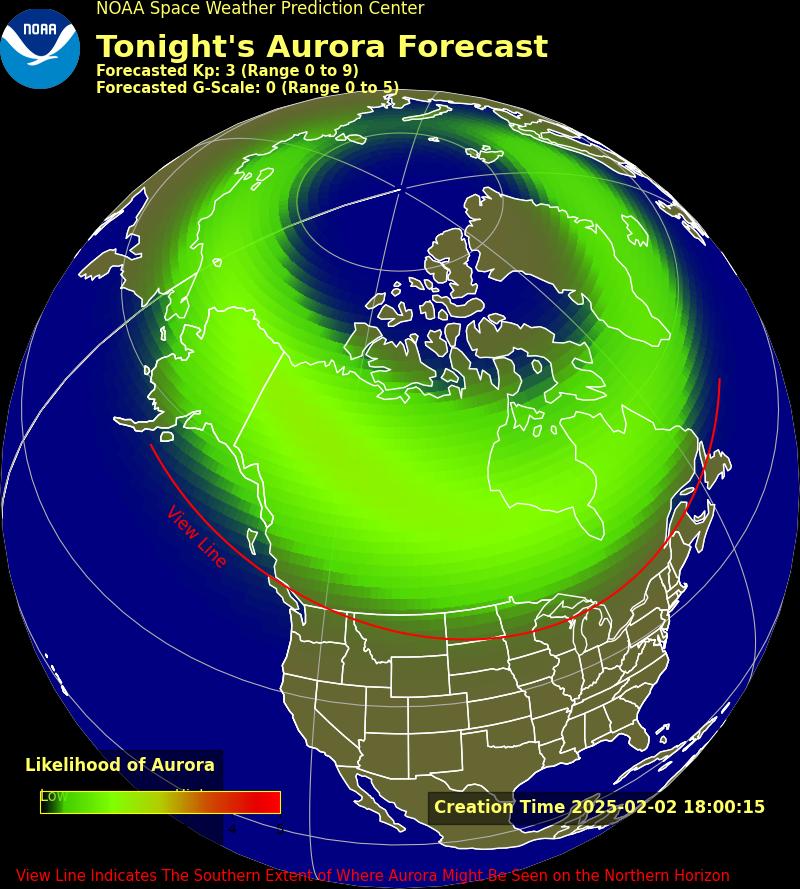 NOAA Space Weather Prediction Center
NOAA
Tonight's Aurora Forecast
Forecasted Kp: 3 (Range 0 to 9)
Forecasted G-Scale: 0 (Range 0 to 5)
View Line
Likelihood of Aurora
Low
Creation Time 2025-02-02 18:00:15
4
View Line Indicates The Southern Extent of Where Aurora Might Be Seen on the Northern Horizon